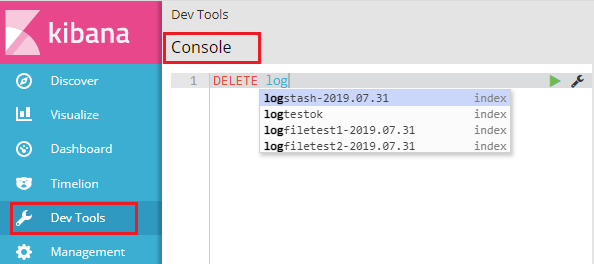 kibana
Discover
Visualize
Dashboard
Timelion
Dev Tools
Management
Dev Tools
Console
1 DELETE log
logstash-2019.07.31 index
logtestok index
logfiletest1-2019.07.31 index
logfiletest2-2019.07.31 index